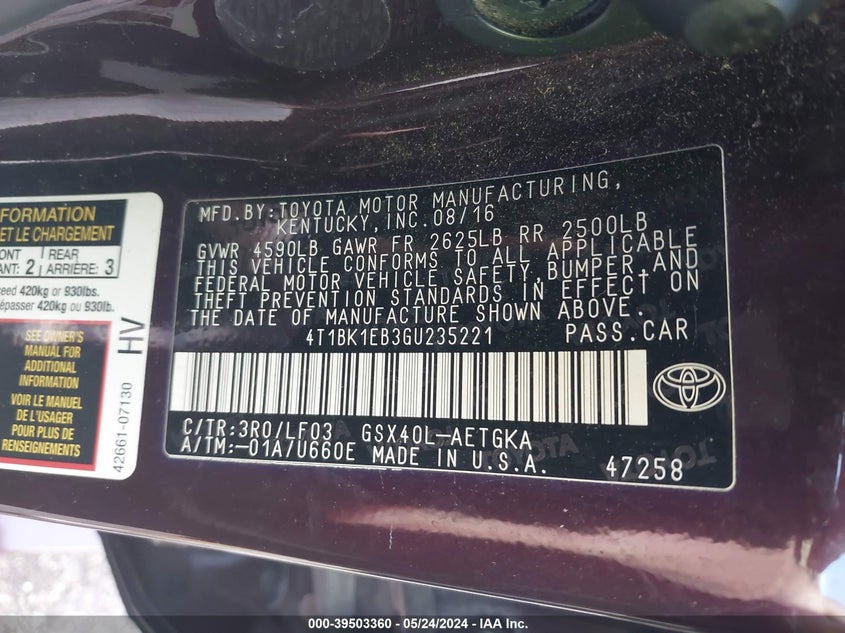 FORMATION
ET LE CHARGEMENT
ONT
ANT: 2
REAR
ARRIÈRE: 3
ceed 420kg or 930lbs.
épasser 420kg ou 930lb.
SEE OWNER'S
MANUAL FOR
ADDITIONAL
INFORMATION
VOIR LE MANUEL
DE L'USAGER
POUR PLUS DE
RENSEIGNEMENTS
HV
42661-07130
MFD. BY: TOYOTA MOTOR MANUFACTURING,
KENTUCKY, INC. 08/16
GVWR 4590LB GAWR FR 2625LB RR 2500LB
THIS VEHICLE CONFORMS TO ALL APPLICABLE
FEDERAL MOTOR VEHICLE SAFETY, BUMPER, AND
THEFT PREVENTION STANDARDS IN EFFECT ON
THE DATE OF MANUFACTURE SHOWN ABOVE.
4T1BK1EB3GU235221 PASS. CAR
C/TR: 3R0/LF03 GSX40L-AETGKA
A/TM: -01A/U660E MADE IN U.S.A. 47258
000-39503360 - 05/24/2024 - IAA Inc.